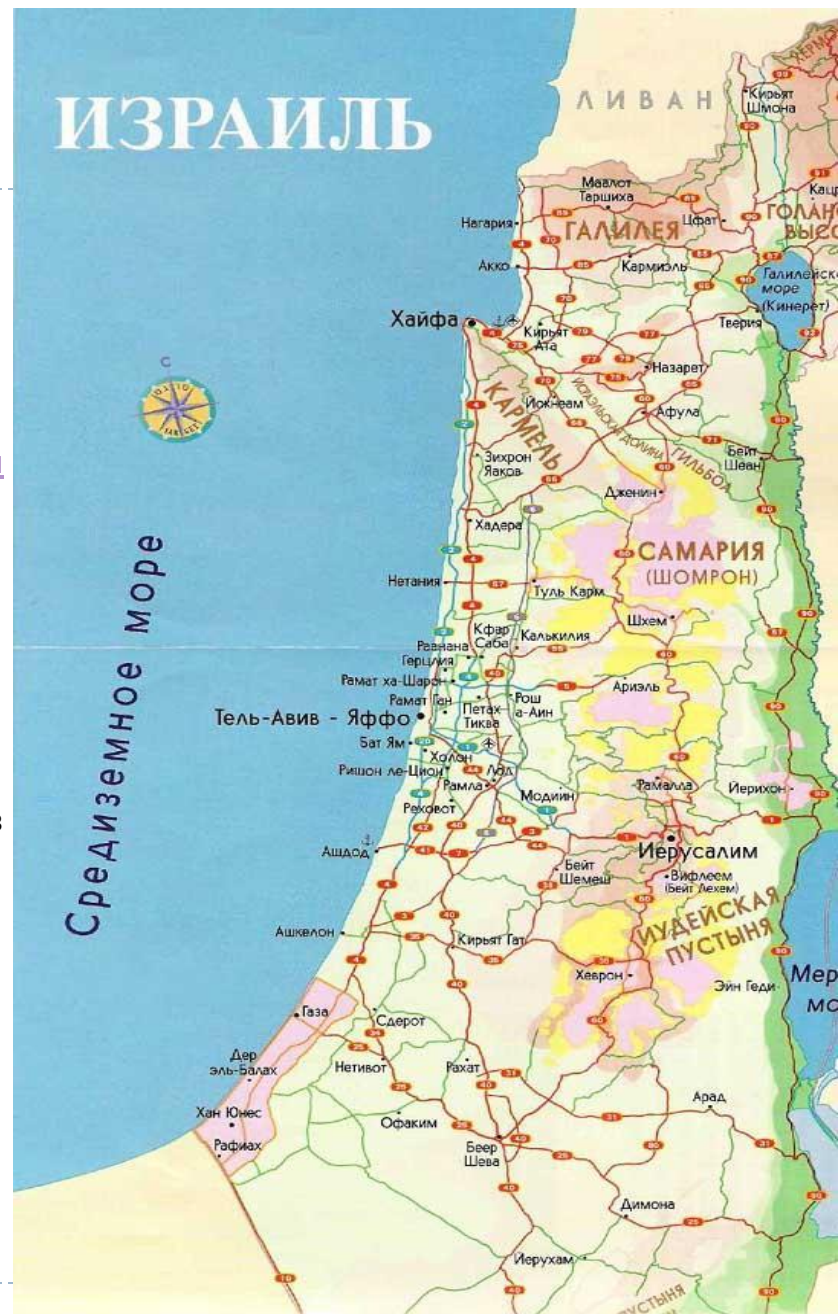 ИЗРАИЛЬ
ЛИВАН
Кирьят
Шмона
Маалот
Таршиха
Нагария
ГАЛИЛЕЯ
Цфат
Акко
Кармиэль
море
(Кинерет)
Хайфа
Кирьят
Ата
Тверия
Назарет
С
Йокнеам
Афула
КАРМЕЛЬ
Зихрон
Яаков
ГИЛЬБОА
Бейт
Шеан
Дженин
Хадера
САМАРИЯ
(ШОМРОН)
Нетания
Туль Карм
Средиземное море
Кфар
Саба
Калькилия
Шхем
Раанана
Герцлия
Рамат ха-Шарон
Ариэль
Рамат Ган
Петах-
Тиква
Рош
а-Аин
Тель-Авив - Яффо
Бат Ям
Холон
Ришон ле-Цион
Лод
Рамла
Модиин
Рамалла
Йерихон
Реховот
Иерусалим
Ашдод
Бейт
Шемеш
Вифлеем
(Бейт Лехем)
ИУДЕЙСКАЯ
ПУСТЫНЯ
Ашкелон
Кирьят Гат
Хеврон
Эйн Геди
Газа
Сдерот
Дер
эль-Балах
Нетивот
Рахат
Хан Юнес
Офаким
Арад
Рафиах
Беер
Шева
Димона
Йерухам